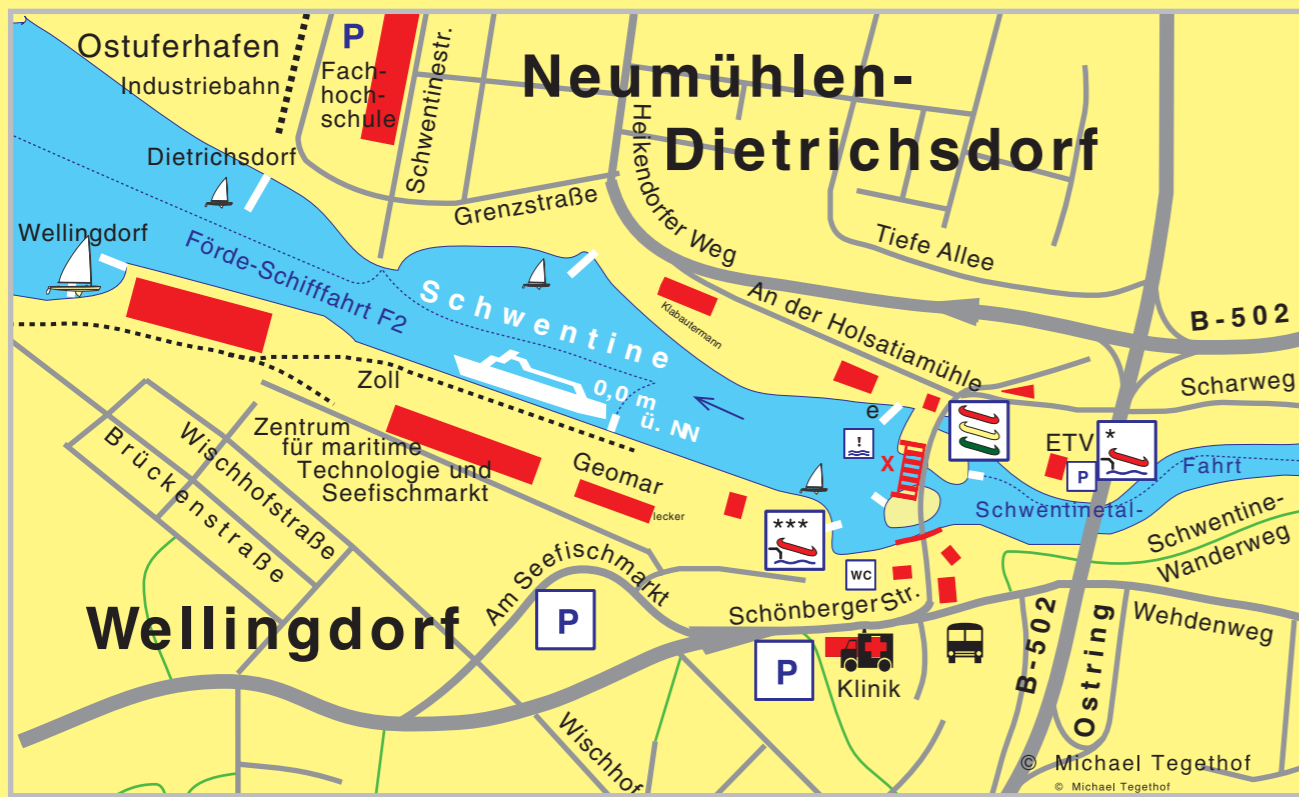 Ostuferhafen
Industriebahn
P
Fach-
hoch-
schule
Schwentinestr.
Neumühlen-
Dietrichsdorf
Heikendorfer Weg
Dietrichsdorf
Grenzstraße
Tiefe Allee
Wellingdorf
Förde-Schifffahrt F2
Schwentine
Klabautermann
An der Holsatiamühle
B-502
Scharweg
Zoll
0,0 m
ü. NN
e
!
X
ETV
P
*
Fahrt
Schwentinetal-
Zentrum
für maritime
Technologie und
Seefischmarkt
Geomar
lecker
***
WC
Schwentine-
Wanderweg
Brückenstraße
Wischhofstraße
Am Seefischmarkt
Schönberger Str.
Wehdenweg
Wellingdorf
P
P
Klinik
B-502
Ostring
Wischhof
© Michael Tegethof
© Michael Tegethof